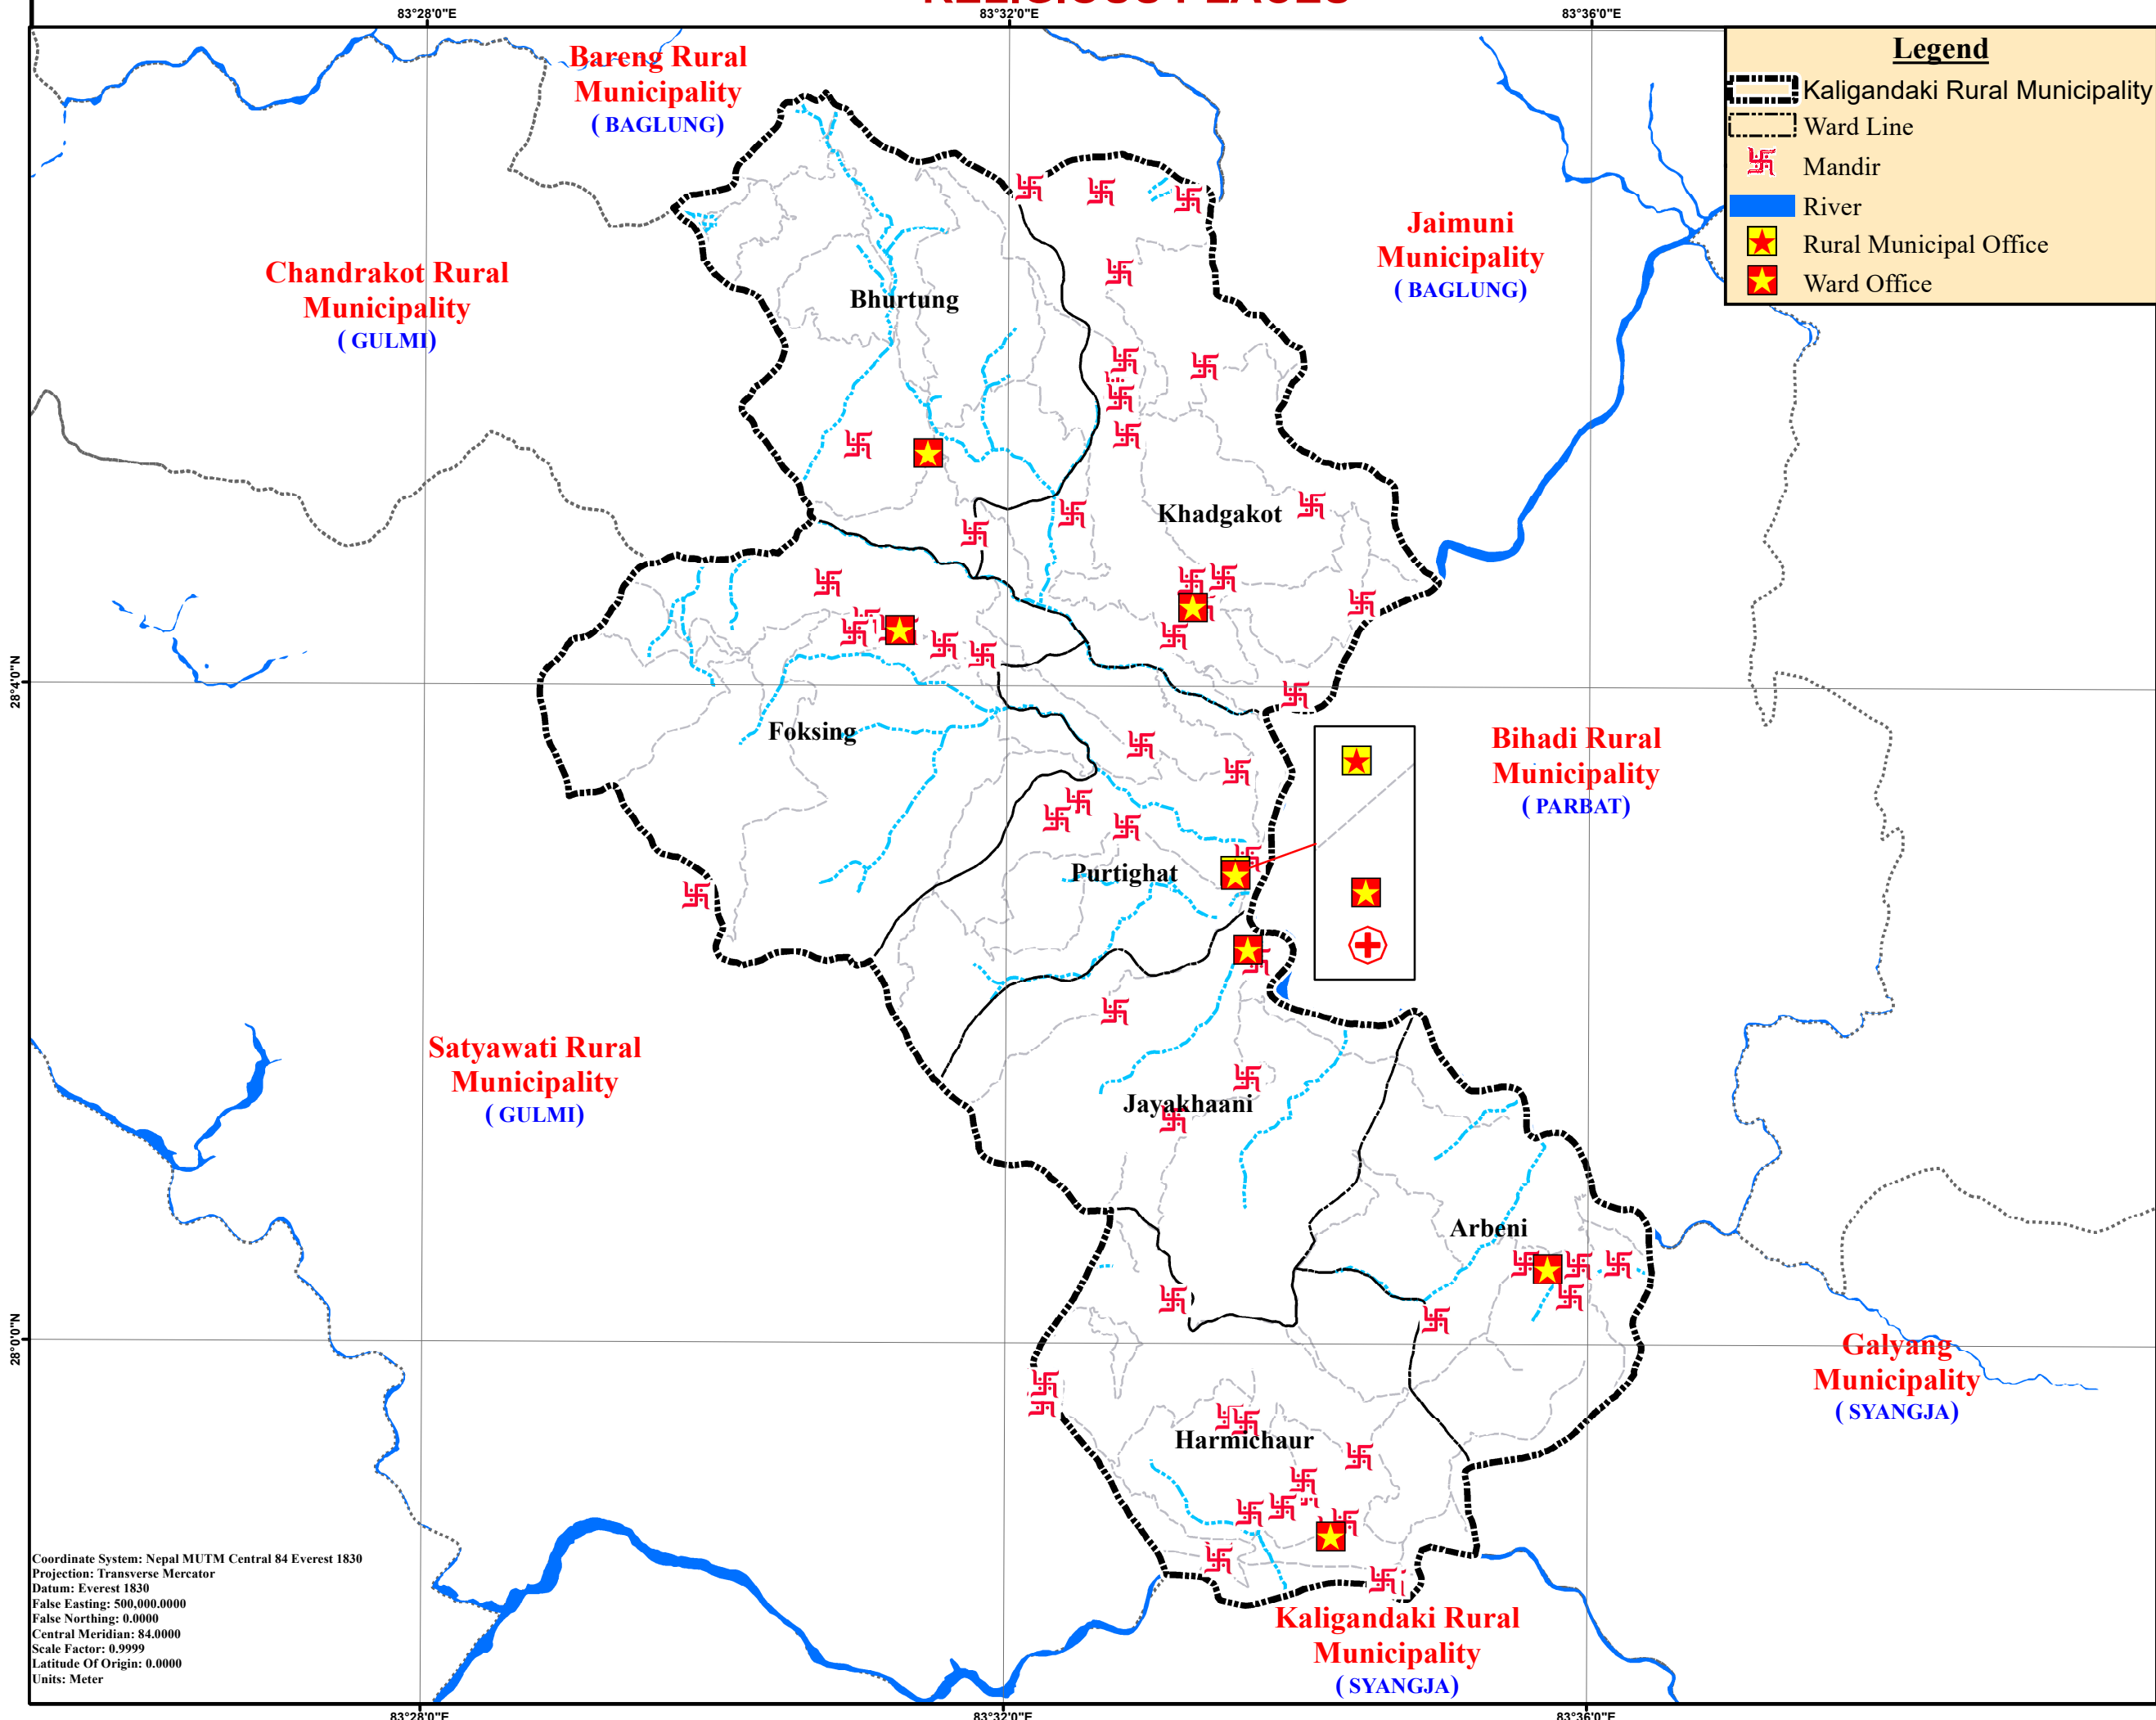 RELIGIOUS PLACES
83°28'0"E
83°32'0"E
83°36'0"E
Legend
Kaligandaki Rural Municipality
Ward Line
Mandir
River
Rural Municipal Office
Ward Office
Bareng Rural
Municipality
( BAGLUNG)
Jaimuni
Municipality
( BAGLUNG)
Chandrakot Rural
Municipality
( GULMI)
Bhurtung
Khadgakot
28°4'0"N
Foksing
Bihadi Rural
Municipality
( PARBAT)
Purtighat
Satyawati Rural
Municipality
( GULMI)
Jayakhaani
Arbeni
28°0'0"N
Galyang
Municipality
( SYANGJA)
Harmichaur
Kaligandaki Rural
Municipality
( SYANGJA)
Coordinate System: Nepal MUTM Central 84 Everest 1830
Projection: Transverse Mercator
Datum: Everest 1830
False Easting: 500,000.0000
False Northing: 0.0000
Central Meridian: 84.0000
Scale Factor: 0.9999
Latitude Of Origin: 0.0000
Units: Meter
83°28'0"E
83°32'0"E
83°36'0"E